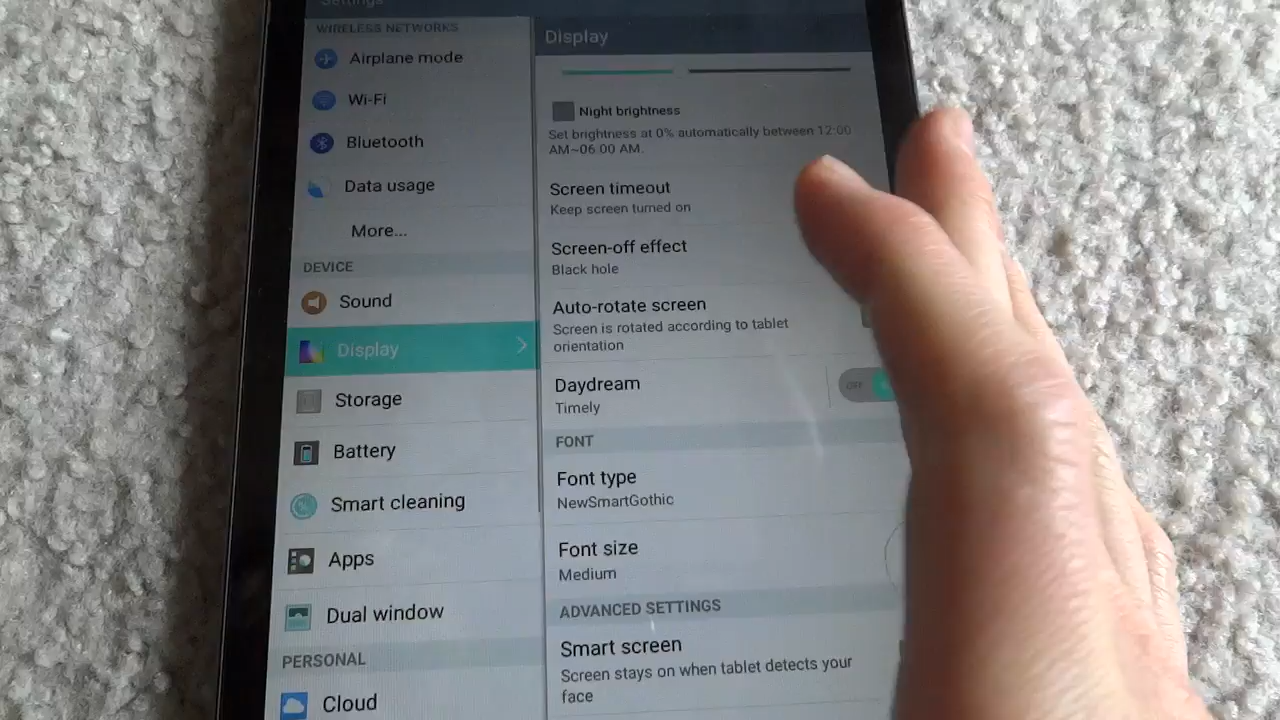 Settings
WIRELESS NETWORKS
Airplane mode
Wi-Fi
Bluetooth
Data usage
More...
DEVICE
Sound
Display
Storage
Battery
Smart cleaning
Apps
Dual window
PERSONAL
Cloud
Display
Night brightness
Set brightness at 0% automatically between 12:00
AM~06:00 AM.
Screen timeout
Keep screen turned on
Screen-off effect
Black hole
Auto-rotate screen
Screen is rotated according to tablet
orientation
Daydream
Timely
OFF
FONT
Font type
NewSmartGothic
Font size
Medium
ADVANCED SETTINGS
Smart screen
Screen stays on when tablet detects your
face